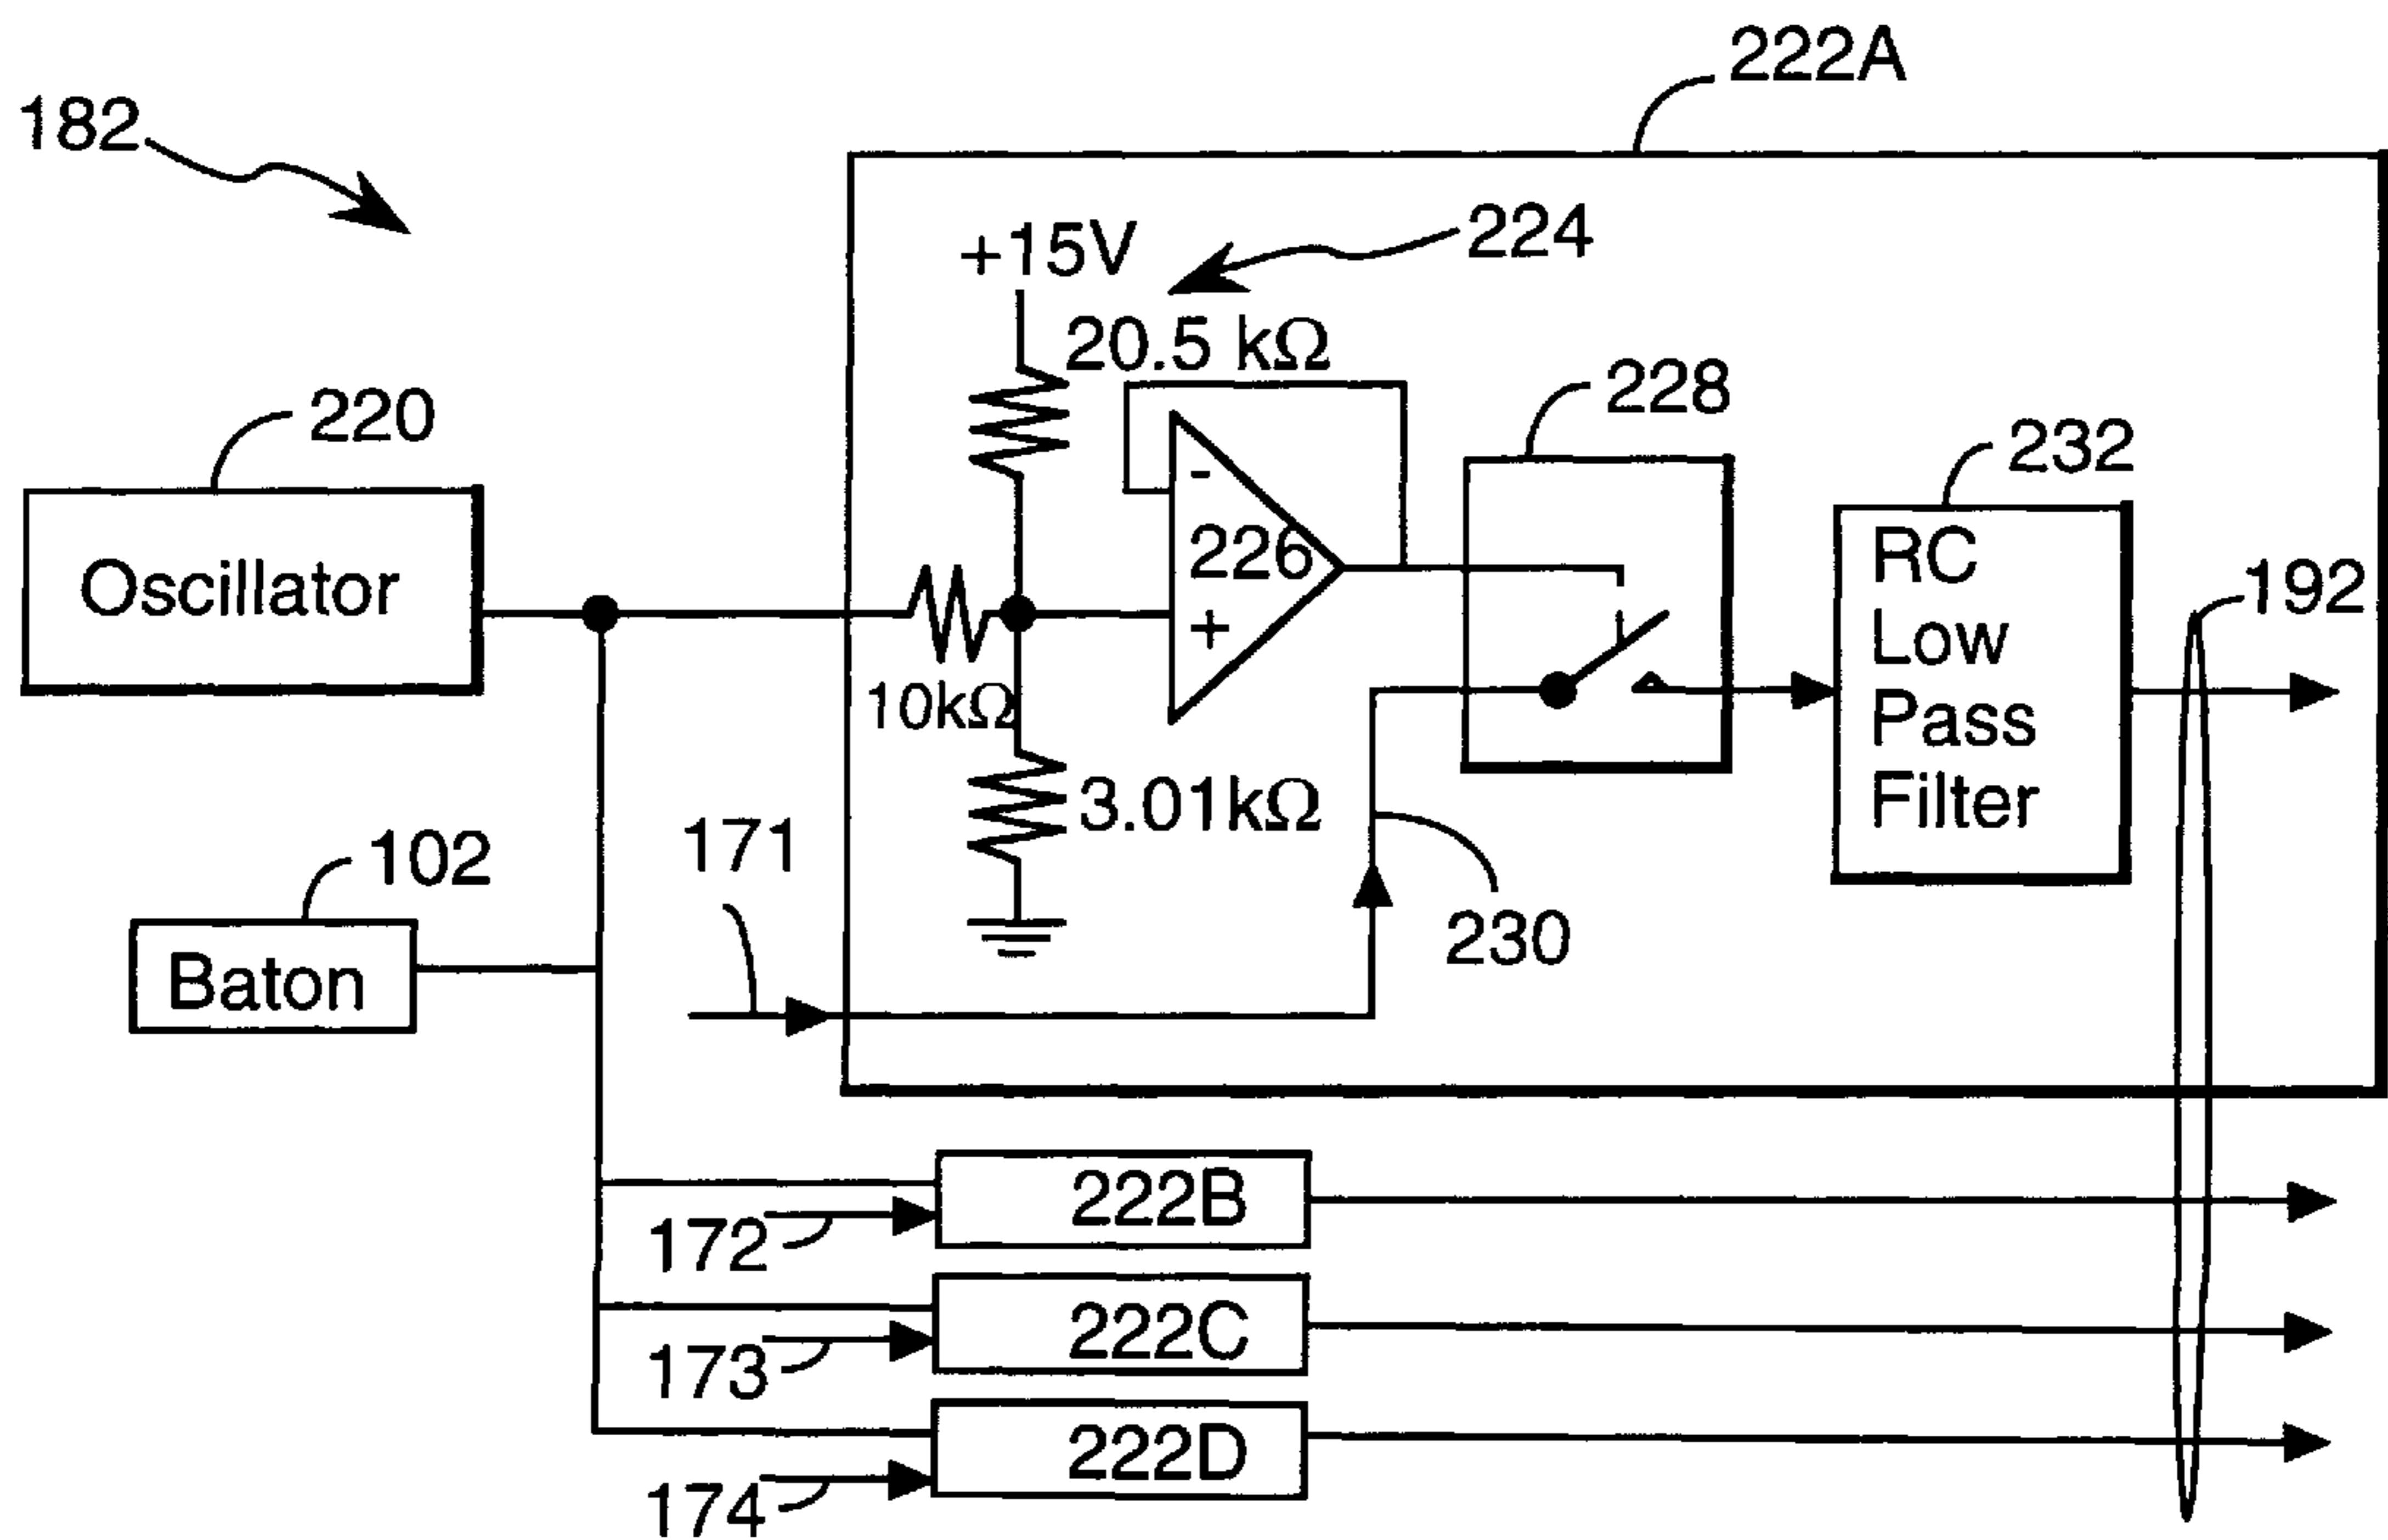 222A
182
+15V
224
20.5 kΩ
220
228
232
Oscillator
-
226
+
RC
Low
Pass
Filter
192
10kΩ
3.01kΩ
171
102
Baton
230
222B
172
222C
173
222D
174